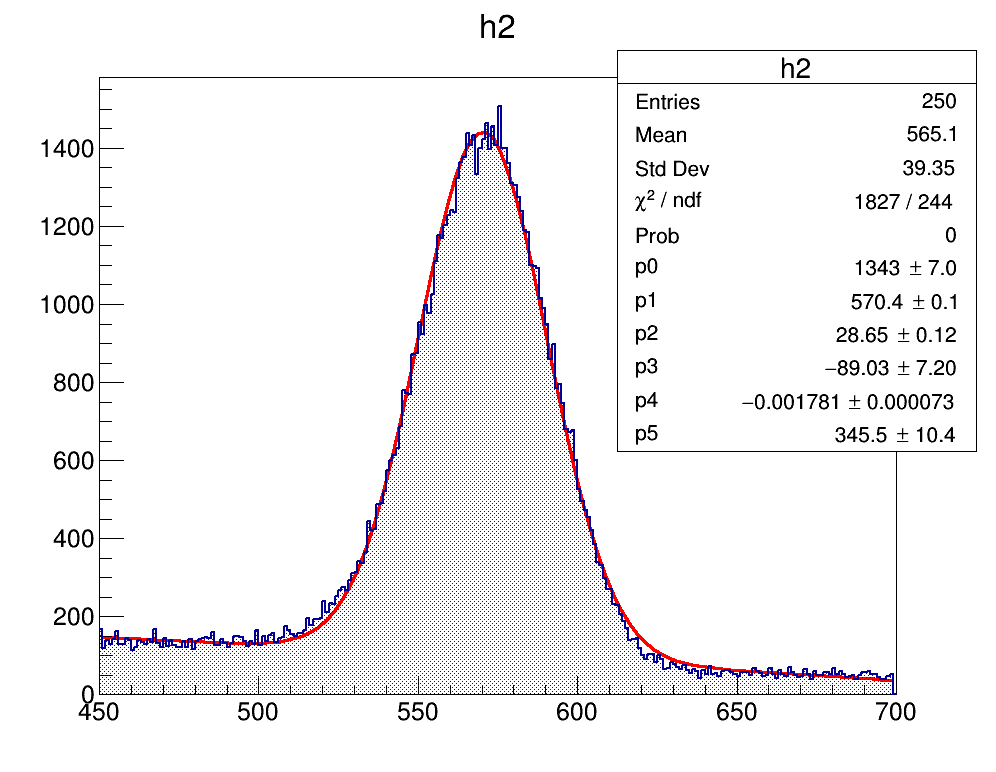 h2
h2
Entries 250
Mean 565.1
Std Dev 39.35
χ² / ndf 1827 / 244
Prob 0
p0 1343 ± 7.0
p1 570.4 ± 0.1
p2 28.65 ± 0.12
p3 −89.03 ± 7.20
p4 −0.001781 ± 0.000073
p5 345.5 ± 10.4
1400
1200
1000
800
600
400
200
0
450 500 550 600 650 700